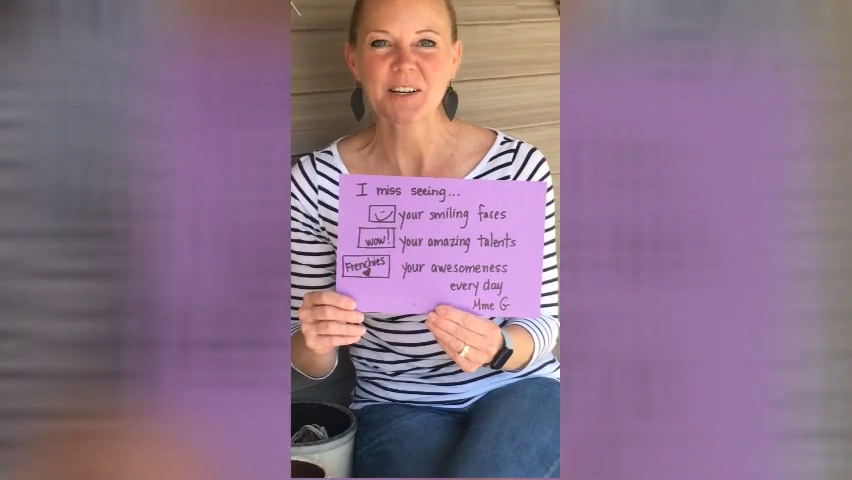 I miss seeing...
your smiling faces
wow! your amazing talents
Frenchies your awesomeness
every day
Mme G